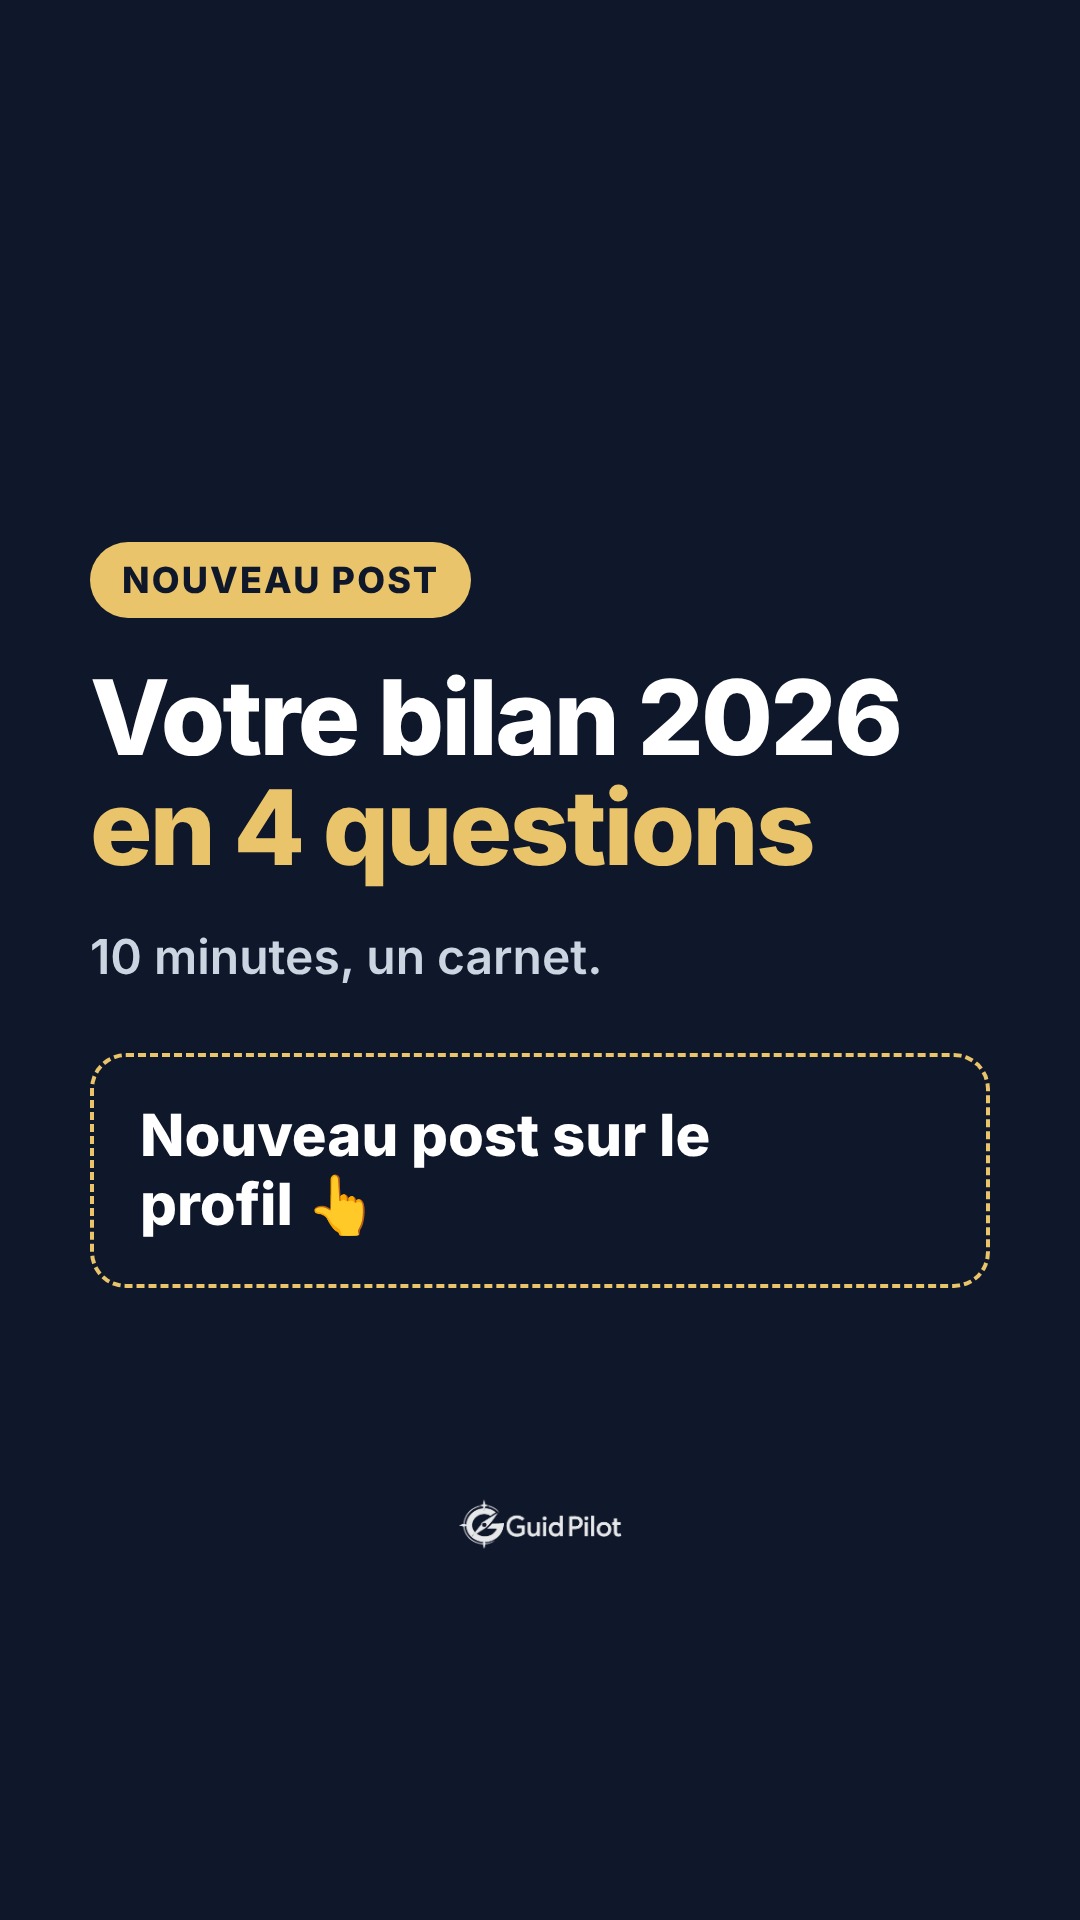 NOUVEAU POST
Votre bilan 2026
en 4 questions
10 minutes, un carnet.
Nouveau post sur le
profil 👆
GuidPilot